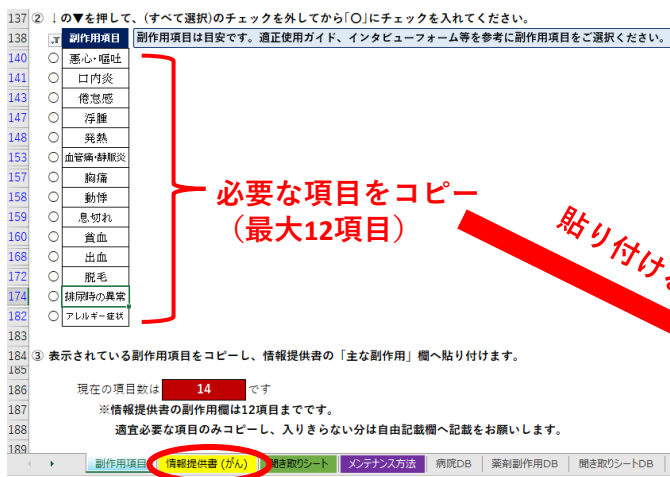 137 ② ↓の▼を押して、(すべて選択)のチェックを外してから「○」にチェックを入れてください。
138 副作用項目 副作用項目は目安です。適正使用ガイド、インタビューフォーム等を参考に副作用項目をご選択ください。
140 ○ 悪心・嘔吐
141 ○ 口内炎
143 ○ 倦怠感
147 ○ 浮腫
148 ○ 発熱
153 ○ 血管痛・静脈炎
157 ○ 胸痛
158 ○ 動悸
159 ○ 息切れ
160 ○ 貧血
168 ○ 出血
172 ○ 脱毛
174 ○ 排尿時の異常
182 ○ アレルギー症状
必要な項目をコピー
（最大12項目）
貼り付け
183
184 ③ 表示されている副作用項目をコピーし、情報提供書の「主な副作用」欄へ貼り付けます。
185
186 現在の項目数は 14 です
187 ※情報提供書の副作用欄は12項目までです。
188 適宜必要な項目のみコピーし、入りきらない分は自由記載欄へ記載をお願いします。
189
副作用項目 情報提供書 (がん) 聞き取りシート メンテナンス方法 病院DB 薬剤副作用DB 聞き取りシートDB